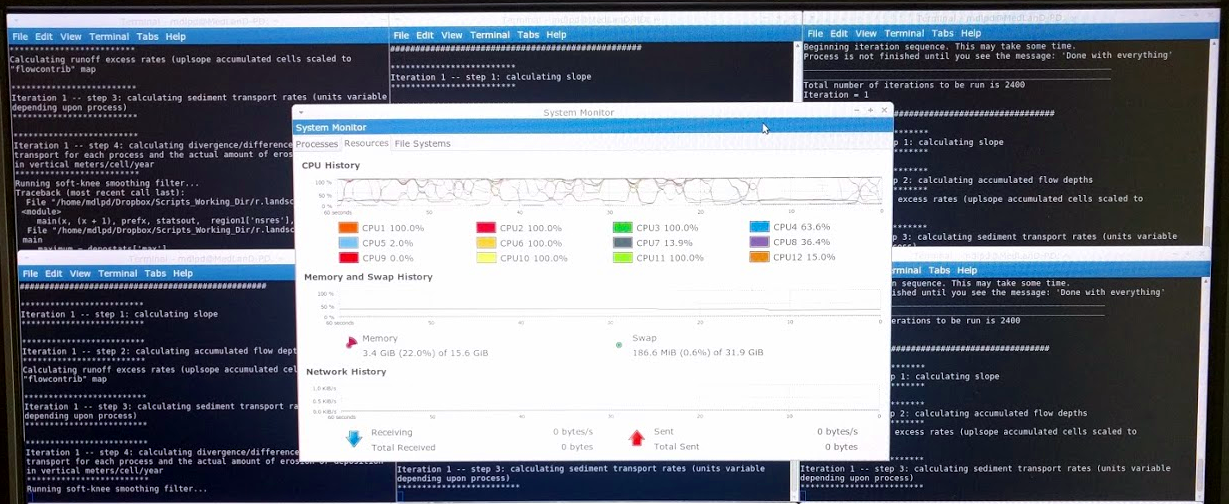 Terminal - mdlpd@MedLanD-PD
File Edit View Terminal Tabs Help
*************************
Calculating runoff excess rates (uplsope accumulated cells scaled to
"flowcontrib" map
*************************
Iteration 1 -- step 3: calculating sediment transport rates (units variable
depending upon process)
*************************
*************************
Iteration 1 -- step 4: calculating divergence/difference
transport for each process and the actual amount of eros
in vertical meters/cell/year
*************************
Running soft-knee smoothing filter...
Traceback (most recent call last):
File "/home/mdlpd/Dropbox/Scripts_Working_Dir/r.landsc
<module>
main(x, (x + 1), prefx, statsout, region1['nsres'],
File "/home/mdlpd/Dropbox/Scripts_Working_Dir/r.landsc
main
maximum = depostats['max']
File Edit View Terminal Tabs Help
##################################################
*************************
Iteration 1 -- step 1: calculating slope
*************************
Terminal - mdlpd@MedLanD-PD
File Edit View Terminal Tabs Help
Beginning iteration sequence. This may take some time.
Process is not finished until you see the message: 'Done with everything'
Total number of iterations to be run is 2400
Iteration = 1
##################################
*******
p 1: calculating slope
*******
*******
p 2: calculating accumulated flow depths
*******
excess rates (uplsope accumulated cells scaled to
*******
p 3: calculating sediment transport rates (units variable
ess)
System Monitor
System Monitor
Processes Resources File Systems
CPU History
100 %
50 %
0 %
60 seconds 50 40 30 20 10 0
CPU1 100.0% CPU2 100.0% CPU3 100.0% CPU4 63.6%
CPU5 2.0% CPU6 100.0% CPU7 13.9% CPU8 36.4%
CPU9 0.0% CPU10 100.0% CPU11 100.0% CPU12 15.0%
Memory and Swap History
100 %
50 %
0 %
60 seconds 50 40 30 20 10 0
Memory
3.4 GiB (22.0%) of 15.6 GiB
Swap
186.6 MiB (0.6%) of 31.9 GiB
Network History
1.0 KiB/s
0.5 KiB/s
0.0 KiB/s
60 seconds 50 40 30 20 10 0
Receiving 0 bytes/s
Total Received 0 bytes
Sent 0 bytes/s
Total Sent 0 bytes
Terminal - mdlpd@MedLanD-PD
File Edit View Terminal Tabs Help
##################################################
*************************
Iteration 1 -- step 1: calculating slope
*************************
*************************
Iteration 1 -- step 2: calculating accumulated flow dept
*************************
Calculating runoff excess rates (uplsope accumulated cel
"flowcontrib" map
*************************
Iteration 1 -- step 3: calculating sediment transport ra
depending upon process)
*************************
*************************
Iteration 1 -- step 4: calculating divergence/difference
transport for each process and the actual amount of erosion or deposition
in vertical meters/cell/year
*************************
Running soft-knee smoothing filter...
Iteration 1 -- step 3: calculating sediment transport rates (units variable
depending upon process)
*************************
rminal Tabs Help
n sequence. This may take some time.
ished until you see the message: 'Done with everything'
erations to be run is 2400
################################
*******
p 1: calculating slope
*******
*******
p 2: calculating accumulated flow depths
*******
excess rates (uplsope accumulated cells scaled to
*************************
Iteration 1 -- step 3: calculating sediment transport rates (units variable
depending upon process)
*************************